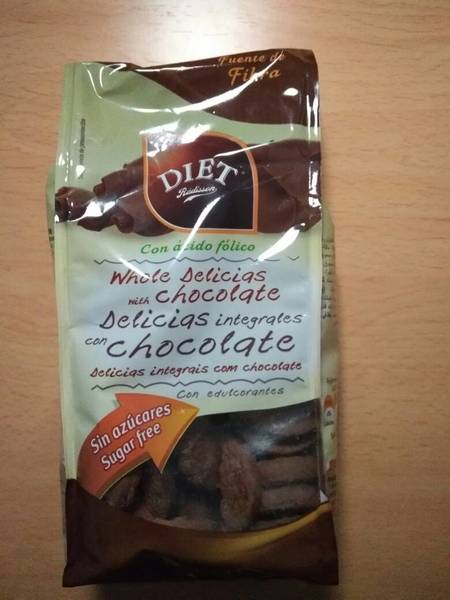 Fuente de
Fibra
DIET
Rädisson
Con ácido fólico
Whole Delicias
with chocolate
Delicias integrales
con chocolate
Delicias integrais com chocolate
Con edulcorantes
Sin azúcares
Sugar free